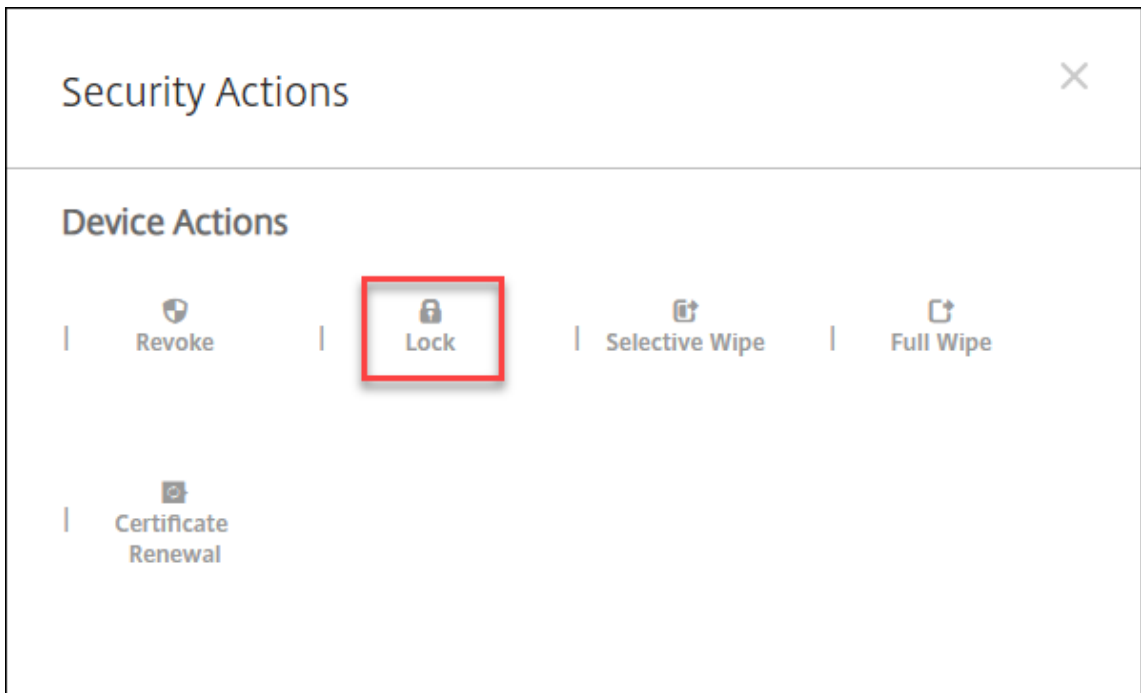 Security Actions
Device Actions
Revoke
Lock
Selective Wipe
Full Wipe
Certificate
Renewal